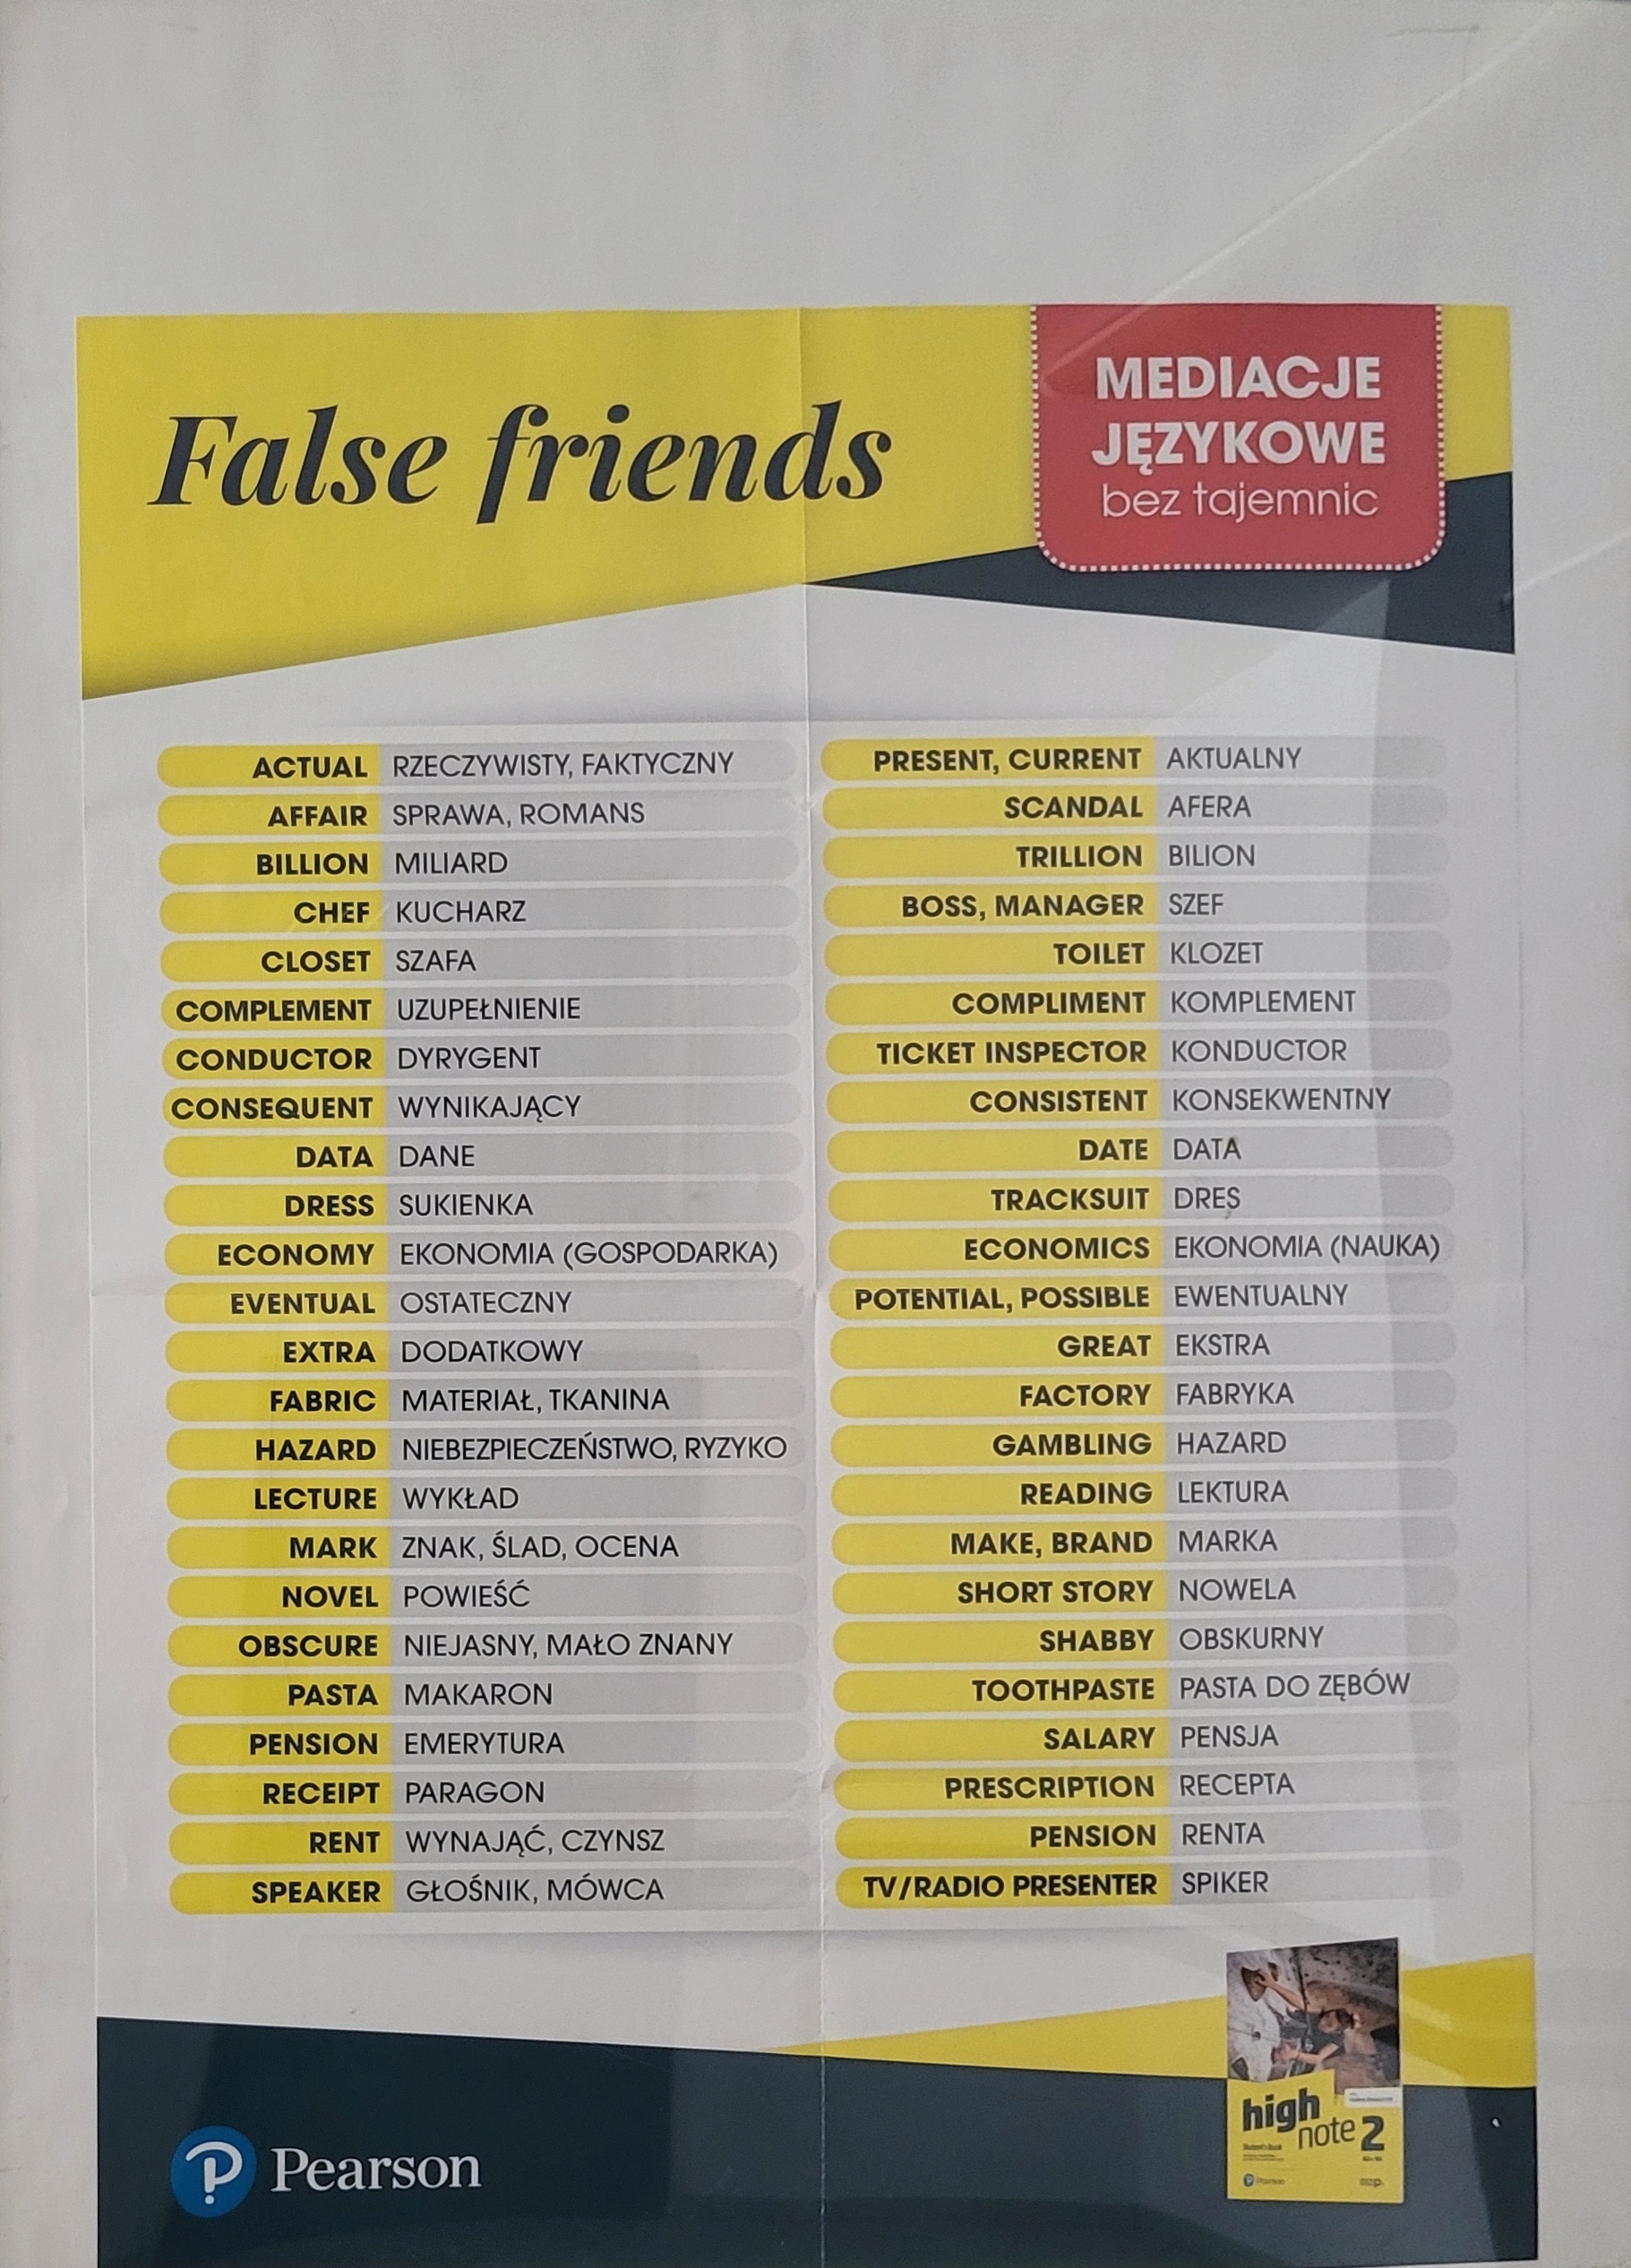 False friends
MEDIACJE
JĘZYKOWE
bez tajemnic
ACTUAL RZECZYWISTY, FAKTYCZNY
AFFAIR SPRAWA, ROMANS
BILLION MILIARD
CHEF KUCHARZ
CLOSET SZAFA
COMPLEMENT UZUPEŁNIENIE
CONDUCTOR DYRYGENT
CONSEQUENT WYNIKAJĄCY
DATA DANE
DRESS SUKIENKA
ECONOMY EKONOMIA (GOSPODARKA)
EVENTUAL OSTATECZNY
EXTRA DODATKOWY
FABRIC MATERIAŁ, TKANINA
HAZARD NIEBEZPIECZEŃSTWO, RYZYKO
LECTURE WYKŁAD
MARK ZNAK, ŚLAD, OCENA
NOVEL POWIEŚĆ
OBSCURE NIEJASNY, MAŁO ZNANY
PASTA MAKARON
PENSION EMERYTURA
RECEIPT PARAGON
RENT WYNAJĄĆ, CZYNSZ
SPEAKER GŁOŚNIK, MÓWCA
PRESENT, CURRENT AKTUALNY
SCANDAL AFERA
TRILLION BILION
BOSS, MANAGER SZEF
TOILET KLOZET
COMPLIMENT KOMPLEMENT
TICKET INSPECTOR KONDUCTOR
CONSISTENT KONSEKWENTNY
DATE DATA
TRACKSUIT DRES
ECONOMICS EKONOMIA (NAUKA)
POTENTIAL, POSSIBLE EWENTUALNY
GREAT EKSTRA
FACTORY FABRYKA
GAMBLING HAZARD
READING LEKTURA
MAKE, BRAND MARKA
SHORT STORY NOWELA
SHABBY OBSKURNY
TOOTHPASTE PASTA DO ZĘBÓW
SALARY PENSJA
PRESCRIPTION RECEPTA
PENSION RENTA
TV/RADIO PRESENTER SPIKER
high
note 2
Student's Book
Pearson
Pearson